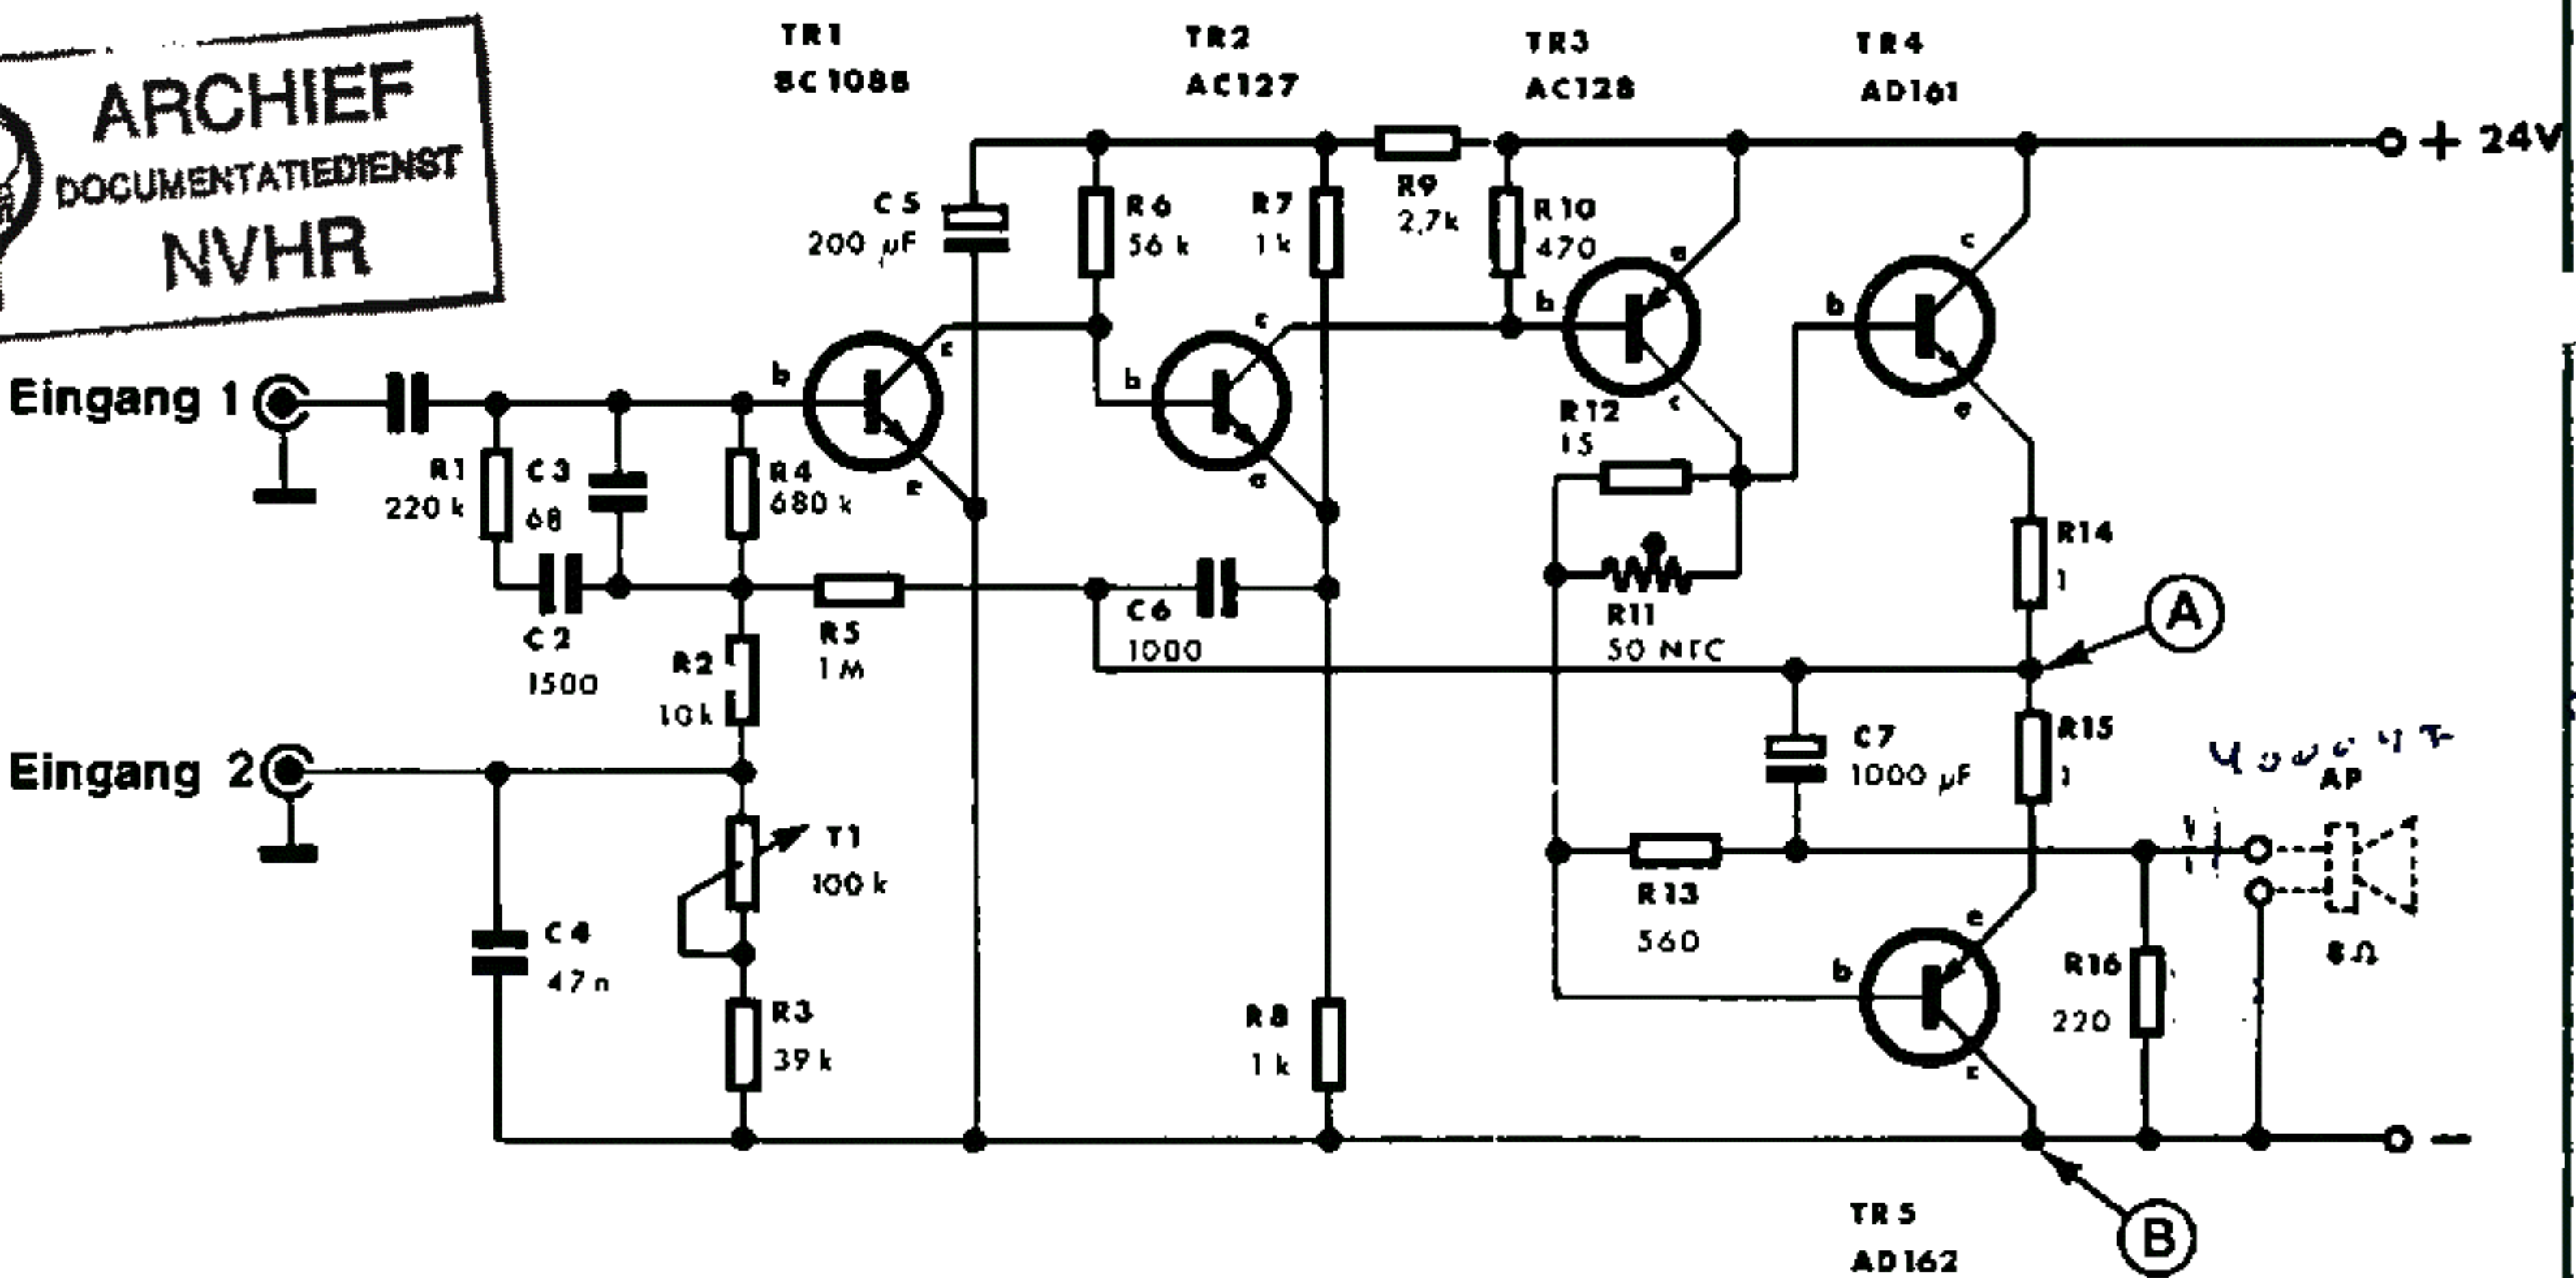 ARCHIEF
DOCUMENTATIEDIENST
NVHR
TR1
BC108B
TR2
AC127
TR3
AC128
TR4
AD161
+ 24V
C5
200 µF
R6
56 k
R7
1 k
R9
2,7k
R10
470
b
c
e
b
c
e
b
e
c
b
c
e
Eingang 1
R1
220 k
C3
68
R4
680 k
R12
15
R11
50 NTC
R14
1
A
C2
1500
R2
10k
R5
1 M
C6
1000
Eingang 2
T1
100 k
C7
1000 µF
R15
1
AP
8 Ω
C4
47n
R3
39 k
R8
1 k
R13
560
b
e
c
R16
220
−
TR5
AD162
B